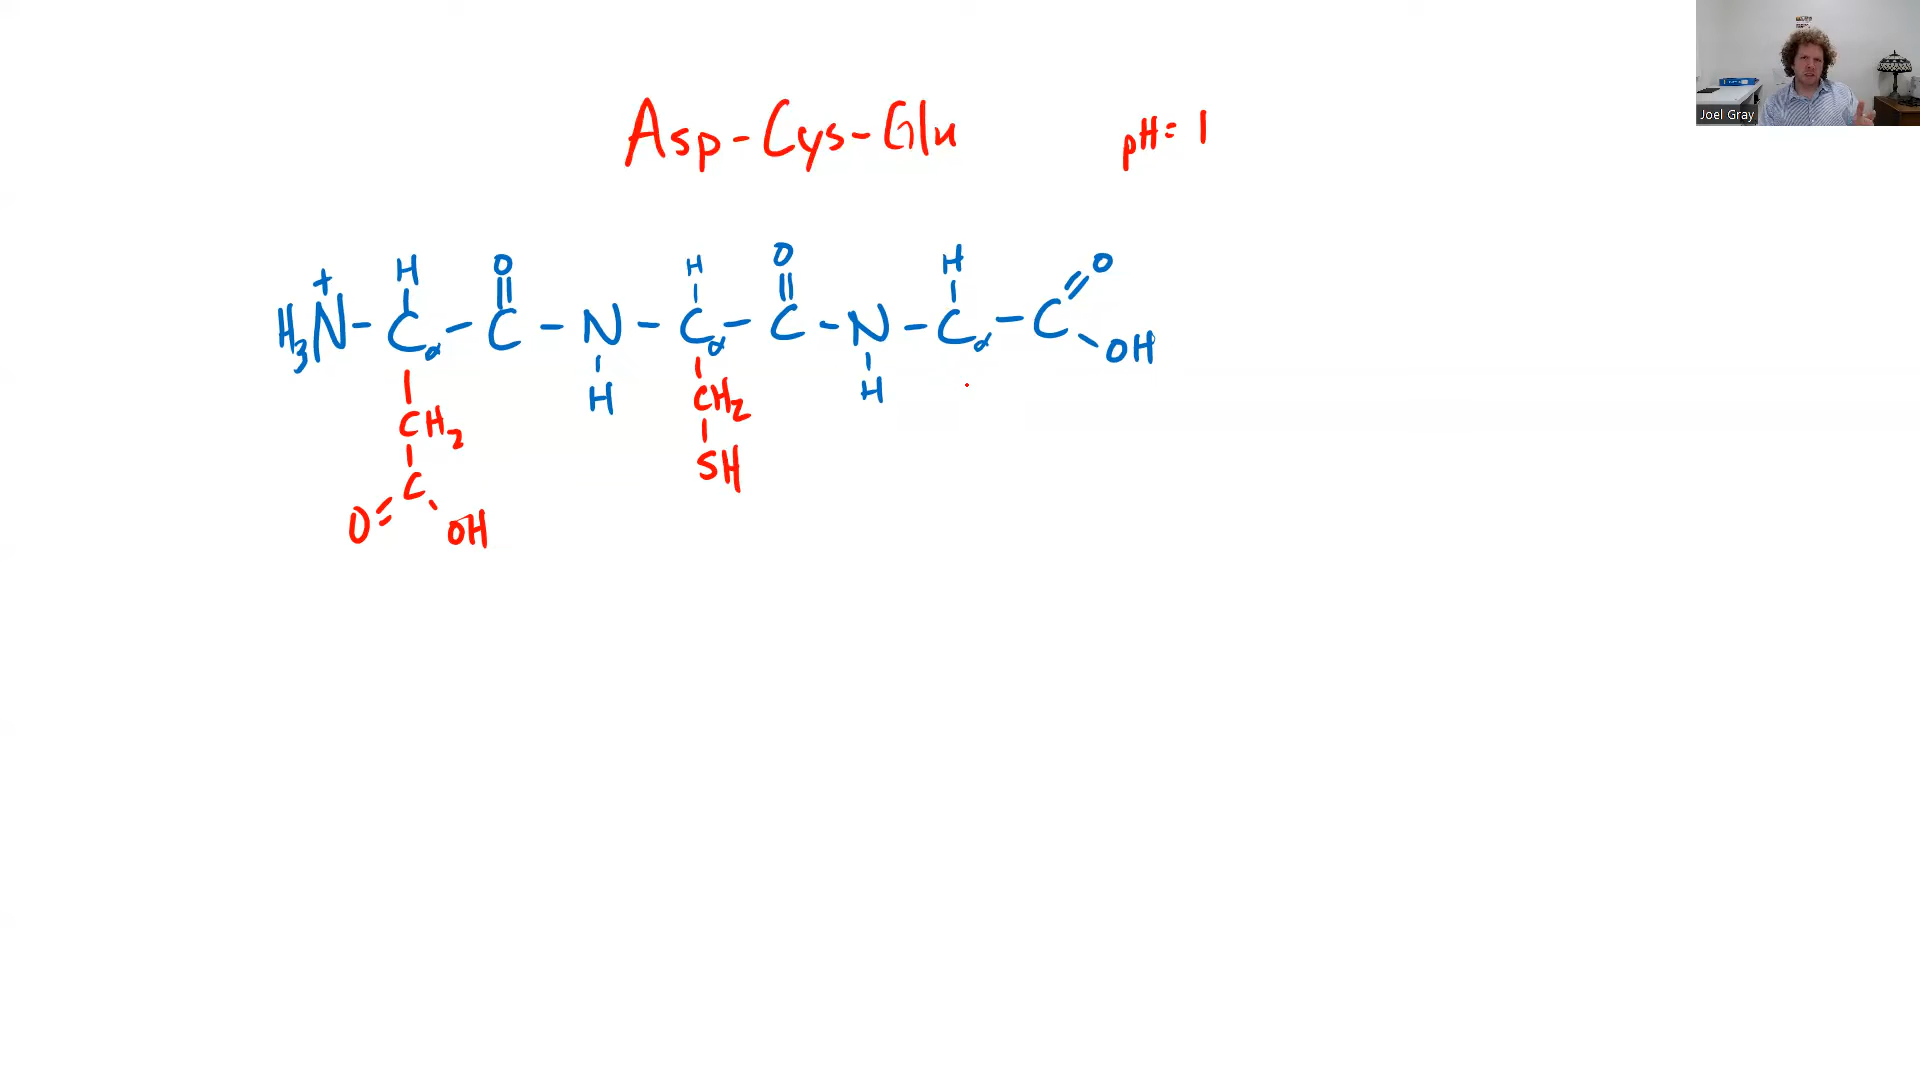 Asp-Cys-Glu pH = 1
Joel Gray
+ H O H O H O
H3N - Cα - C - N - Cα - C - N - Cα - C
OH
H H
CH2 CH2
C SH
O OH